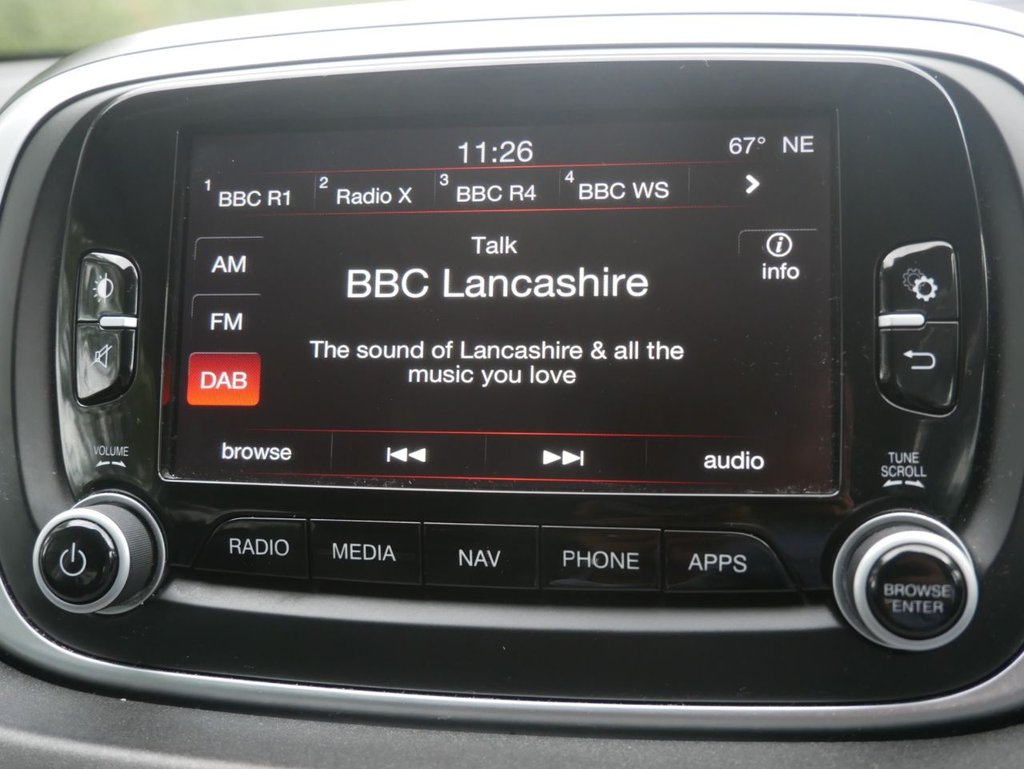 11:26
67° NE
1 BBC R1 2 Radio X 3 BBC R4 4 BBC WS
Talk
BBC Lancashire
info
AM
FM
DAB
The sound of Lancashire & all the
music you love
browse
audio
VOLUME
TUNE
SCROLL
RADIO MEDIA NAV PHONE APPS
BROWSE
ENTER